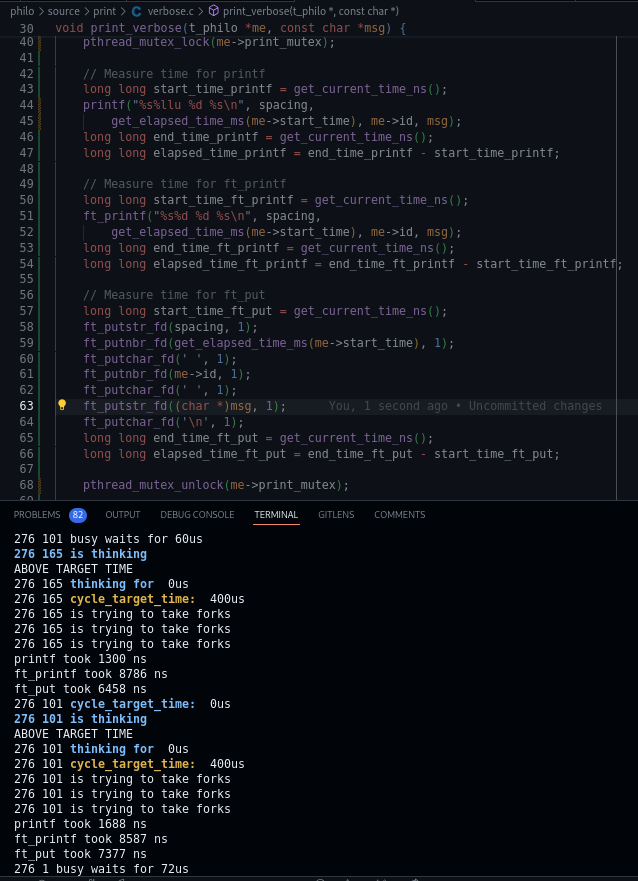 philo > source > print > C verbose.c > print_verbose(t_philo *, const char *)
30 void print_verbose(t_philo *me, const char *msg) {
40     pthread_mutex_lock(me->print_mutex);
41
42     // Measure time for printf
43     long long start_time_printf = get_current_time_ns();
44     printf("%s%llu %d %s\n", spacing,
45         get_elapsed_time_ms(me->start_time), me->id, msg);
46     long long end_time_printf = get_current_time_ns();
47     long long elapsed_time_printf = end_time_printf - start_time_printf;
48
49     // Measure time for ft_printf
50     long long start_time_ft_printf = get_current_time_ns();
51     ft_printf("%s%d %d %s\n", spacing,
52         get_elapsed_time_ms(me->start_time), me->id, msg);
53     long long end_time_ft_printf = get_current_time_ns();
54     long long elapsed_time_ft_printf = end_time_ft_printf - start_time_ft_printf;
55
56     // Measure time for ft_put
57     long long start_time_ft_put = get_current_time_ns();
58     ft_putstr_fd(spacing, 1);
59     ft_putnbr_fd(get_elapsed_time_ms(me->start_time), 1);
60     ft_putchar_fd(' ', 1);
61     ft_putnbr_fd(me->id, 1);
62     ft_putchar_fd(' ', 1);
63     ft_putstr_fd((char *)msg, 1);     You, 1 second ago • Uncommitted changes
64     ft_putchar_fd('\n', 1);
65     long long end_time_ft_put = get_current_time_ns();
66     long long elapsed_time_ft_put = end_time_ft_put - start_time_ft_put;
67
68     pthread_mutex_unlock(me->print_mutex);
PROBLEMS 82 OUTPUT DEBUG CONSOLE TERMINAL GITLENS COMMENTS
276 101 busy waits for 60us
276 165 is thinking
ABOVE TARGET TIME
276 165 thinking for  0us
276 165 cycle_target_time:  400us
276 165 is trying to take forks
276 165 is trying to take forks
276 165 is trying to take forks
printf took 1300 ns
ft_printf took 8786 ns
ft_put took 6458 ns
276 101 cycle_target_time:  0us
276 101 is thinking
ABOVE TARGET TIME
276 101 thinking for  0us
276 101 cycle_target_time:  400us
276 101 is trying to take forks
276 101 is trying to take forks
276 101 is trying to take forks
printf took 1688 ns
ft_printf took 8587 ns
ft_put took 7377 ns
276 1 busy waits for 72us